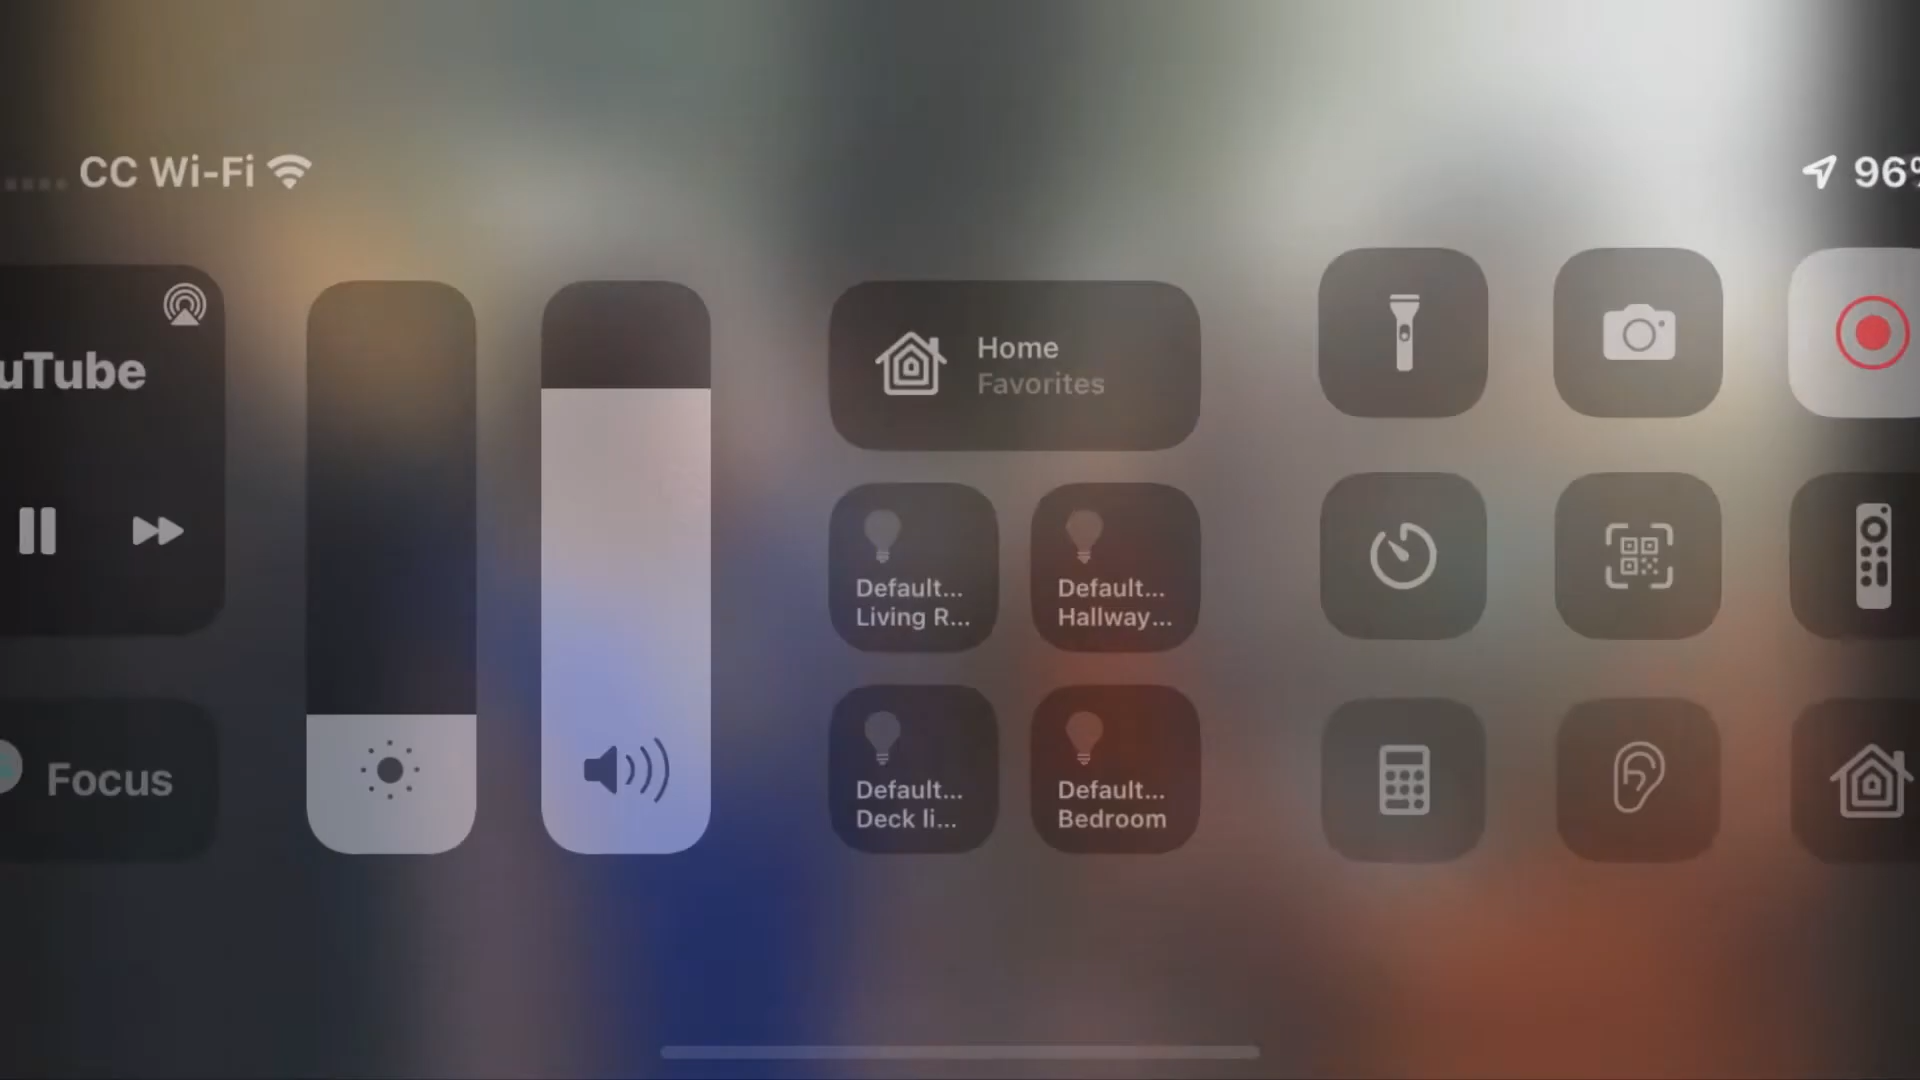 CC Wi-Fi
96%
uTube
Home
Favorites
Default...
Living R...
Default...
Hallway...
Focus
Default...
Deck li...
Default...
Bedroom